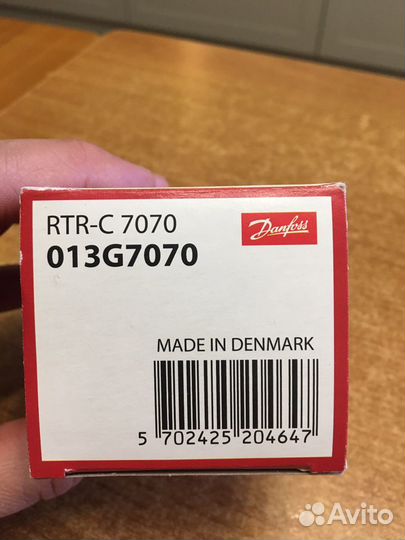 RTR-C 7070
Danfoss
013G7070
MADE IN DENMARK
5 702425 204647
Avito